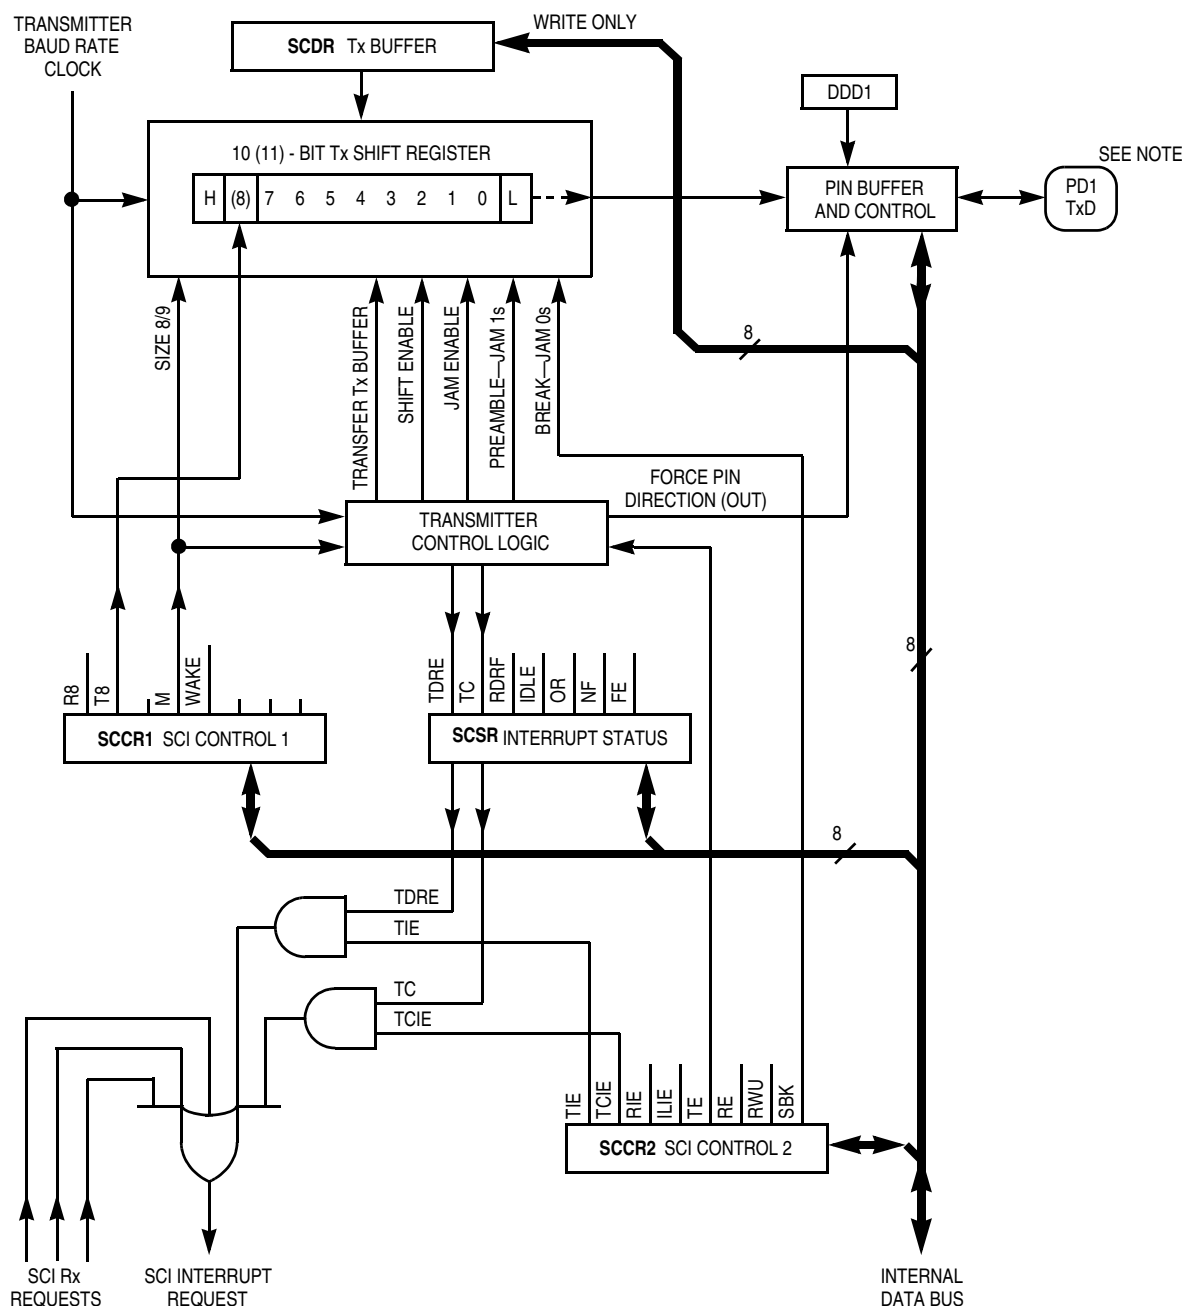 TRANSMITTER
BAUD RATE
CLOCK
SCDR Tx BUFFER
WRITE ONLY
DDD1
10 (11) - BIT Tx SHIFT REGISTER
H (8) 7 6 5 4 3 2 1 0 L
PIN BUFFER
AND CONTROL
SEE NOTE
PD1
TxD
SIZE 8/9
TRANSFER Tx BUFFER
SHIFT ENABLE
JAM ENABLE
PREAMBLE—JAM 1s
BREAK—JAM 0s
8
FORCE PIN
DIRECTION (OUT)
TRANSMITTER
CONTROL LOGIC
8
R8
T8
M
WAKE
TDRE
TC
RDRF
IDLE
OR
NF
FE
SCCR1 SCI CONTROL 1
SCSR INTERRUPT STATUS
8
TDRE
TIE
TC
TCIE
TIE
TCIE
RIE
ILIE
TE
RE
RWU
SBK
SCCR2 SCI CONTROL 2
SCI Rx
REQUESTS
SCI INTERRUPT
REQUEST
INTERNAL
DATA BUS